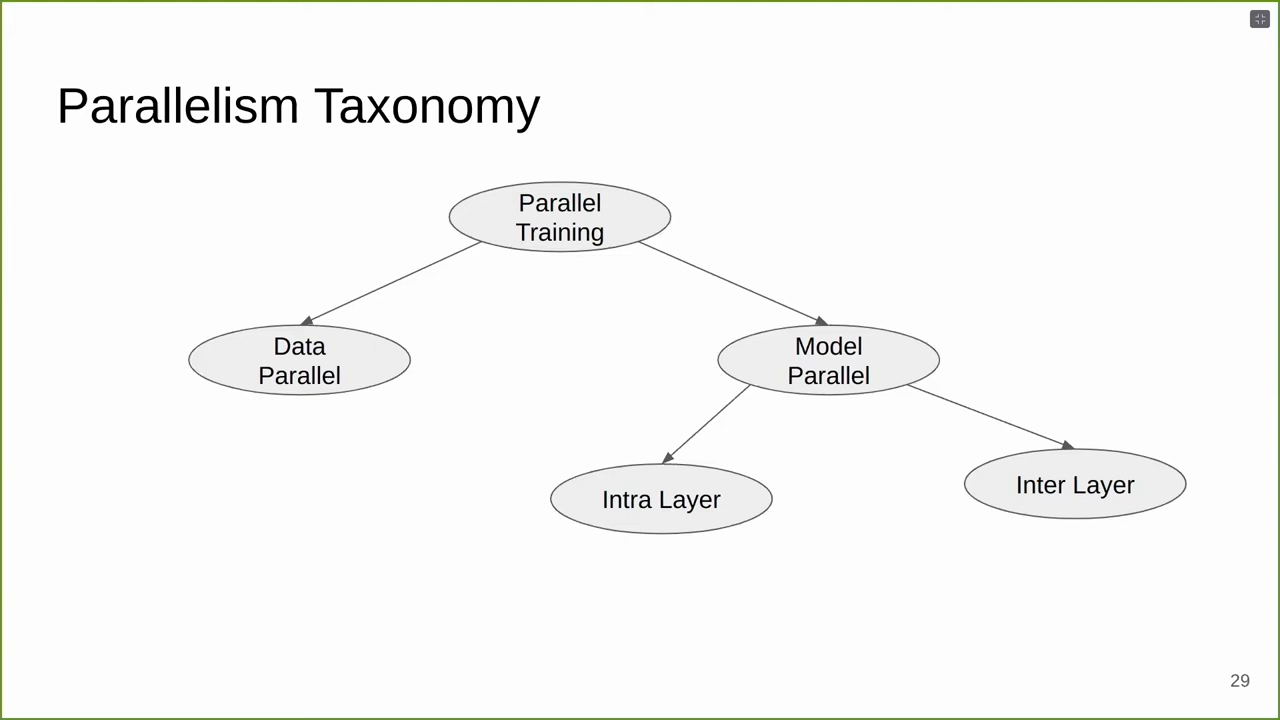 Parallelism Taxonomy
Parallel
Training
Data
Parallel
Model
Parallel
Intra Layer
Inter Layer
29